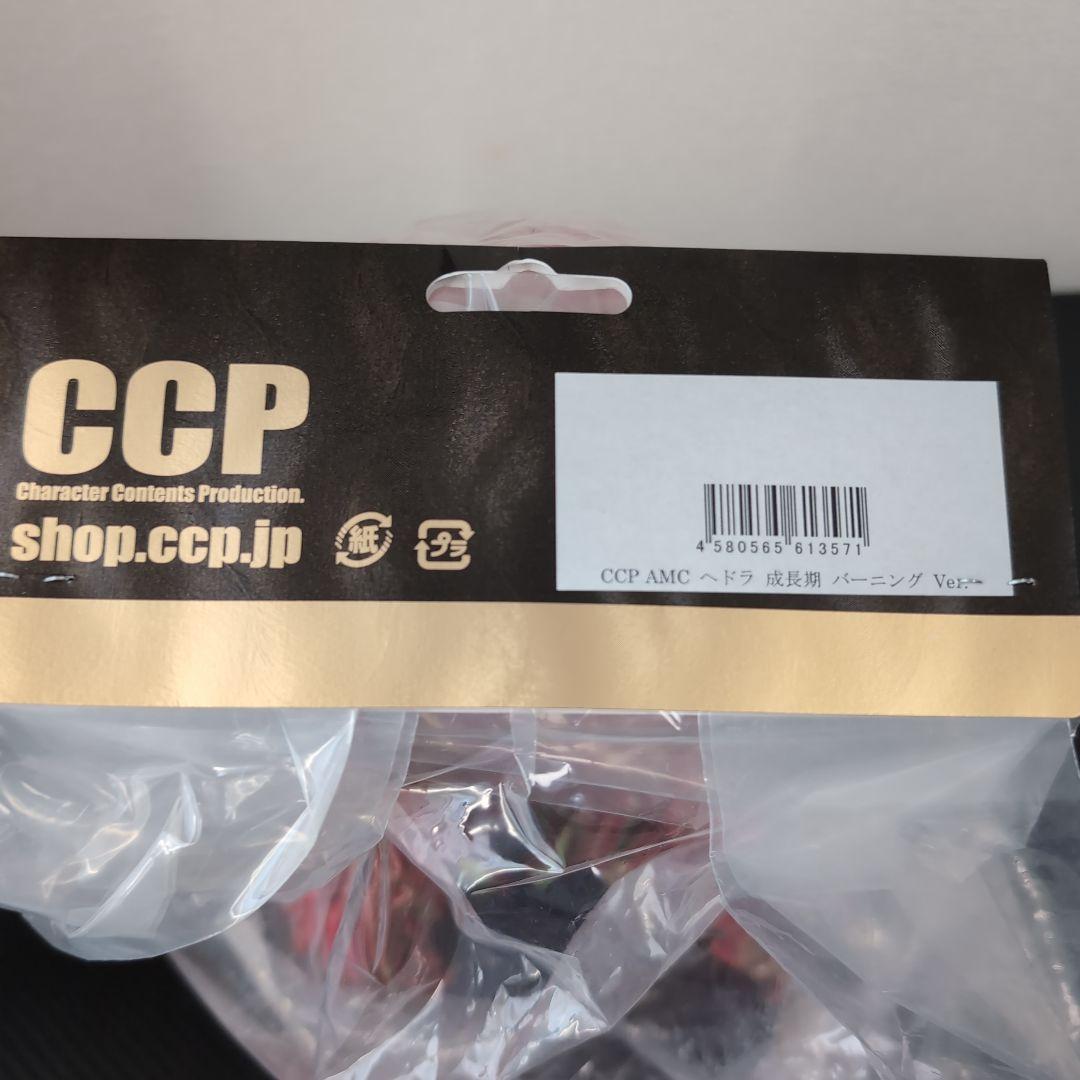 CCP
Character Contents Production.
shop.ccp.jp
紙
プラ
4 580565 613571
CCP AMC ヘドラ 成長期 バーニング Ver.